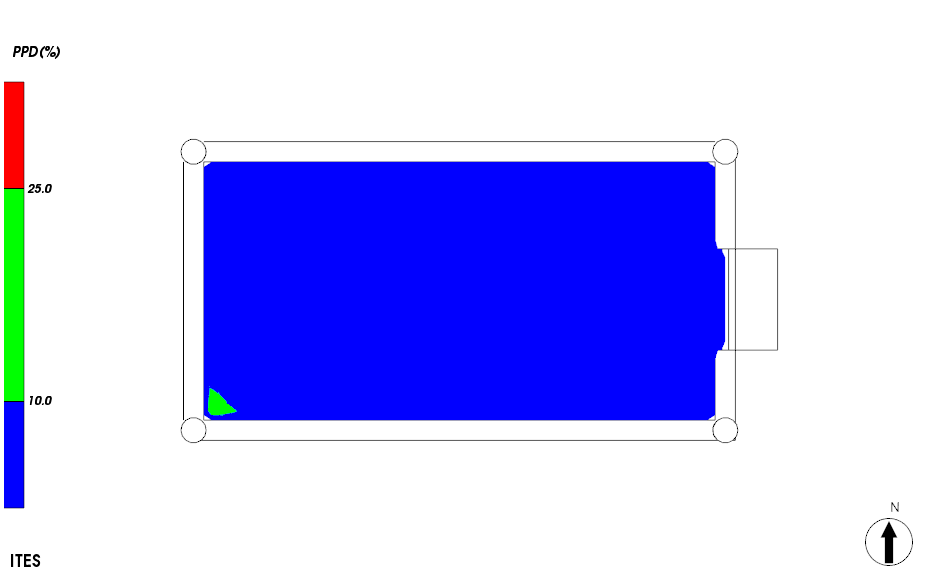 PPD(%)
25.0
10.0
N
ITES